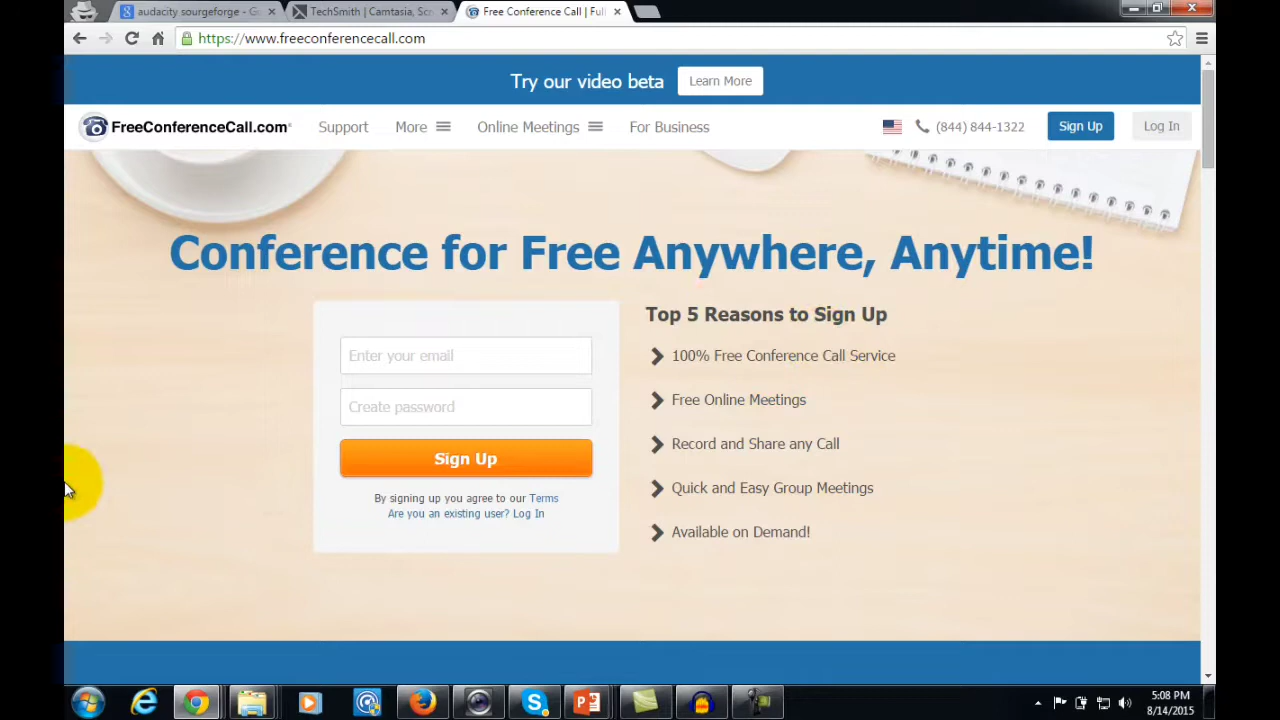 audacity sourgeforge - G
TechSmith | Camtasia, Scr
Free Conference Call | Full
https://www.freeconferencecall.com
Try our video beta
Learn More
FreeConferenceCall.com®
Support
More
Online Meetings
For Business
(844) 844-1322
Sign Up
Log In
Conference for Free Anywhere, Anytime!
Enter your email
Create password
Sign Up
By signing up you agree to our Terms
Are you an existing user? Log In
Top 5 Reasons to Sign Up
100% Free Conference Call Service
Free Online Meetings
Record and Share any Call
Quick and Easy Group Meetings
Available on Demand!
5:08 PM
8/14/2015